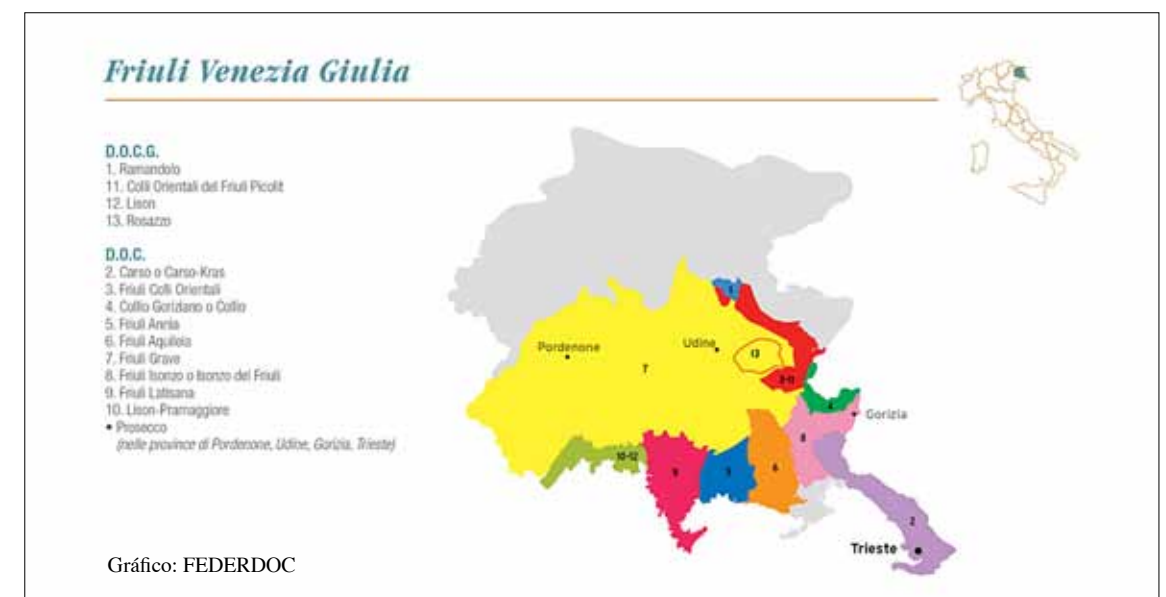 Friuli Venezia Giulia
D.O.C.G.
1. Ramandolo
11. Colli Orientali del Friuli Picolit
12. Lison
13. Rosazzo
D.O.C.
2. Carso o Carso-Kras
3. Friuli Colli Orientali
4. Collio Goriziano o Collio
5. Friuli Annia
6. Friuli Aquileia
7. Friuli Grave
8. Friuli Isonzo o Isonzo del Friuli
9. Friuli Latisana
10. Lison-Pramaggiore
• Prosecco
(nelle province di Pordenone, Udine, Gorizia, Trieste)
1
Pordenone
Udine
13
7
3-11
4
Gorizia
8
10-12
9
5
6
2
Trieste
Gráfico: FEDERDOC